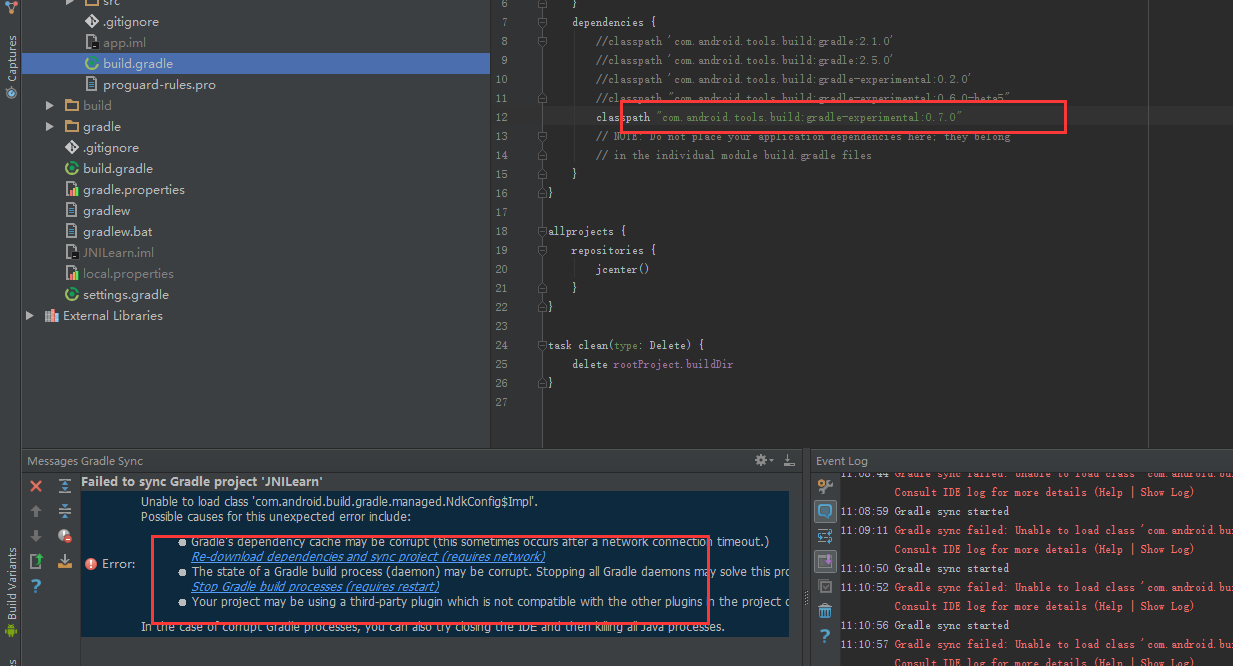 src
.gitignore
app.iml
build.gradle
proguard-rules.pro
build
gradle
.gitignore
build.gradle
gradle.properties
gradlew
gradlew.bat
JNILearn.iml
local.properties
settings.gradle
External Libraries
Captures
Build Variants
6 }
7 dependencies {
8 //classpath 'com.android.tools.build:gradle:2.1.0'
9 //classpath 'com.android.tools.build:gradle:2.5.0'
10 //classpath 'com.android.tools.build:gradle-experimental:0.2.0'
11 //classpath "com.android.tools.build:gradle-experimental:0.6.0-beta5"
12 classpath "com.android.tools.build:gradle-experimental:0.7.0"
13 // NOTE: Do not place your application dependencies here; they belong
14 // in the individual module build.gradle files
15 }
16 }
17
18 allprojects {
19 repositories {
20 jcenter()
21 }
22 }
23
24 task clean(type: Delete) {
25 delete rootProject.buildDir
26 }
27
Messages Gradle Sync
Failed to sync Gradle project 'JNILearn'
Error:
Unable to load class 'com.android.build.gradle.managed.NdkConfig$Impl'.
Possible causes for this unexpected error include:
Gradle's dependency cache may be corrupt (this sometimes occurs after a network connection timeout.)
Re-download dependencies and sync project (requires network)
The state of a Gradle build process (daemon) may be corrupt. Stopping all Gradle daemons may solve this pro
Stop Gradle build processes (requires restart)
Your project may be using a third-party plugin which is not compatible with the other plugins in the project o
In the case of corrupt Gradle processes, you can also try closing the IDE and then killing all Java processes.
Event Log
11:08:44 Gradle sync failed: Unable to load class 'com.android.bui
Consult IDE log for more details (Help | Show Log)
11:08:59 Gradle sync started
11:09:11 Gradle sync failed: Unable to load class 'com.android.bui
Consult IDE log for more details (Help | Show Log)
11:10:50 Gradle sync started
11:10:52 Gradle sync failed: Unable to load class 'com.android.bui
Consult IDE log for more details (Help | Show Log)
11:10:56 Gradle sync started
11:10:57 Gradle sync failed: Unable to load class 'com.android.bui
Consult IDE log for more details (Help | Show Log)